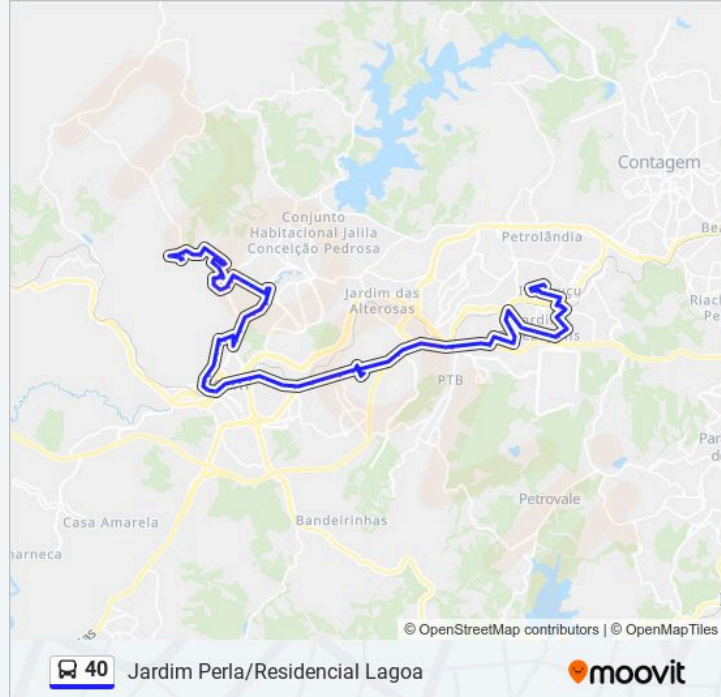 Contagem
Conjunto
Habitacional Jalila
Conceição Pedrosa
Petrolândia
Jardim das
Alterosas
PTB
Petrovale
Casa Amarela
Bandeirinhas
© OpenStreetMap contributors | © OpenMapTiles
40 Jardim Perla/Residencial Lagoa
moovit